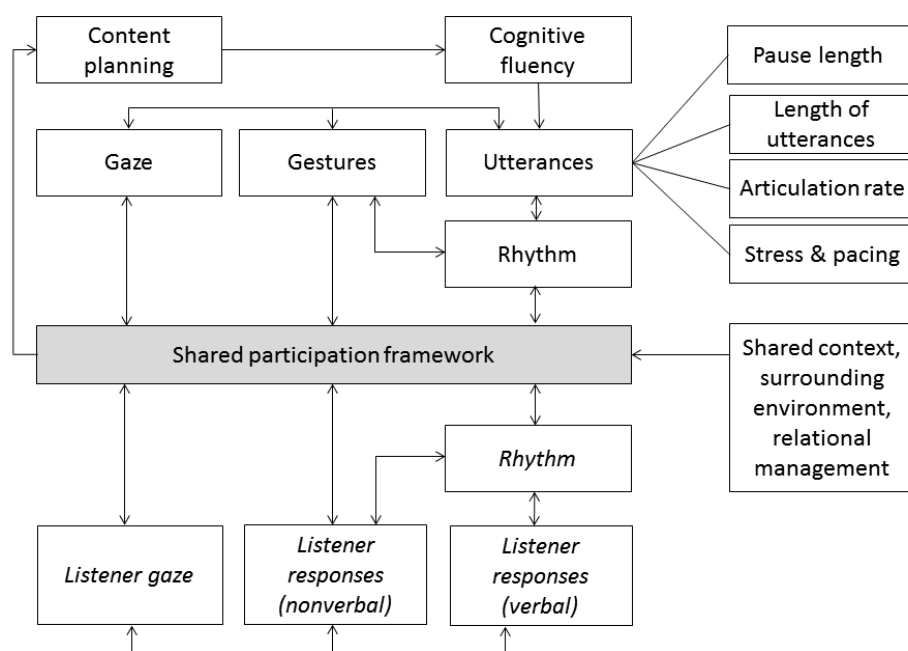 Content
planning
Cognitive
fluency
Pause length
Length of
utterances
Gaze
Gestures
Utterances
Articulation rate
Rhythm
Stress & pacing
Shared participation framework
Shared context,
surrounding
environment,
relational
management
Rhythm
Listener gaze
Listener
responses
(nonverbal)
Listener
responses
(verbal)